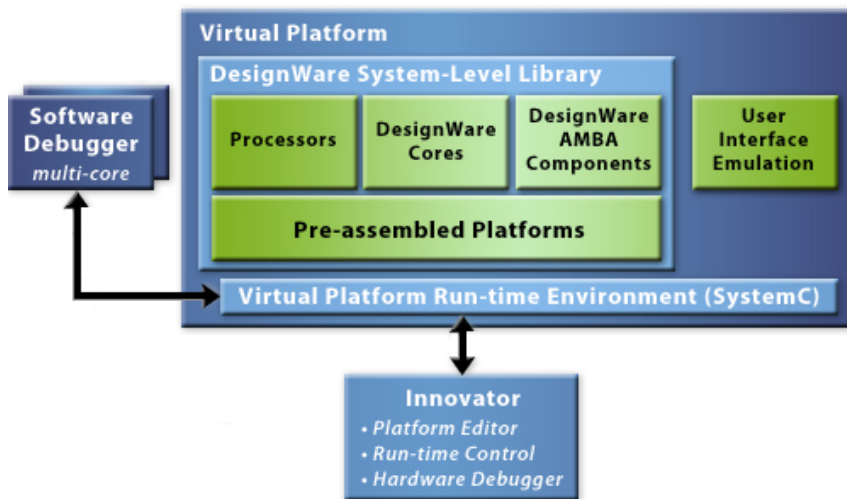 Virtual Platform
DesignWare System-Level Library
Software
Debugger
multi-core
Processors
DesignWare
Cores
DesignWare
AMBA
Components
User
Interface
Emulation
Pre-assembled Platforms
Virtual Platform Run-time Environment (SystemC)
Innovator
• Platform Editor
• Run-time Control
• Hardware Debugger